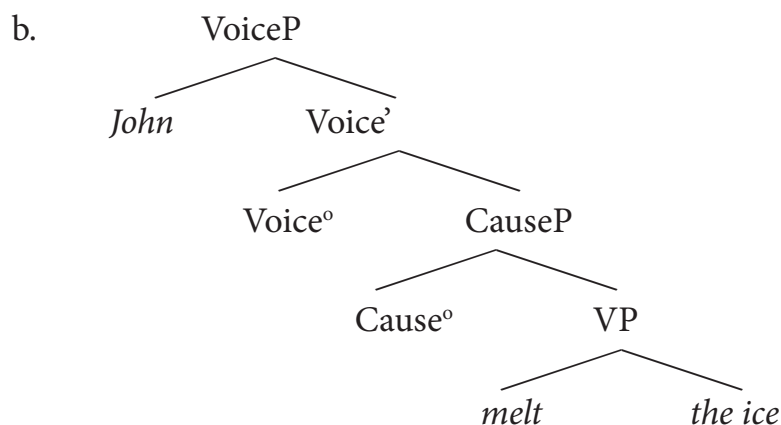 b. VoiceP
John Voice’
Voiceº CauseP
Causeº VP
melt the ice